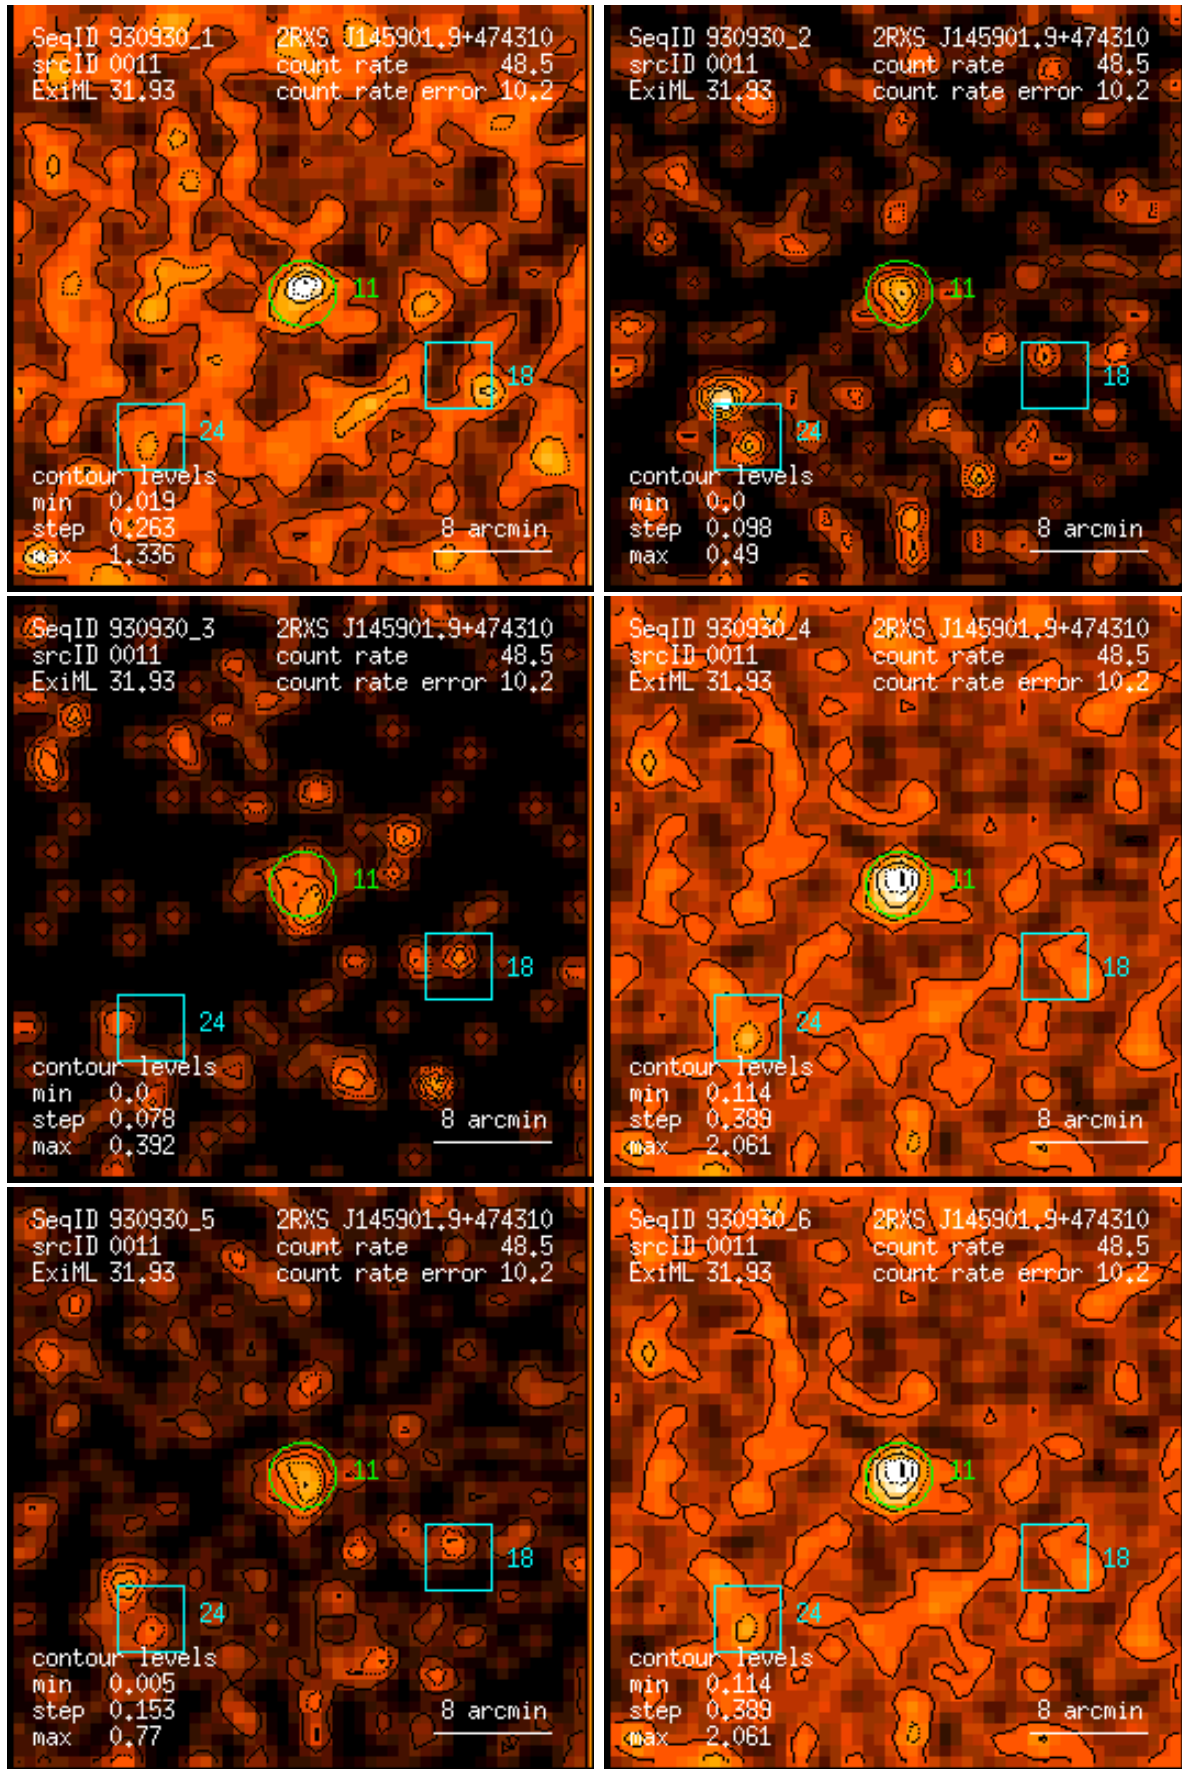 SeqID 930930_1 2RXS J145901.9+474310
srcID 0011 count rate 48.5
ExiML 31.93 count rate error 10.2
11
18
24
contour levels
min 0.019
step 0.263 8 arcmin
max 1.336
SeqID 930930_2 2RXS J145901.9+474310
srcID 0011 count rate 48.5
ExiML 31.93 count rate error 10.2
11
18
24
contour levels
min 0.0
step 0.098 8 arcmin
max 0.49
SeqID 930930_3 2RXS J145901.9+474310
srcID 0011 count rate 48.5
ExiML 31.93 count rate error 10.2
11
18
24
contour levels
min 0.0
step 0.078 8 arcmin
max 0.392
SeqID 930930_4 2RXS J145901.9+474310
srcID 0011 count rate 48.5
ExiML 31.93 count rate error 10.2
11
18
24
contour levels
min 0.114
step 0.389 8 arcmin
max 2.061
SeqID 930930_5 2RXS J145901.9+474310
srcID 0011 count rate 48.5
ExiML 31.93 count rate error 10.2
11
18
24
contour levels
min 0.005
step 0.153 8 arcmin
max 0.77
SeqID 930930_6 2RXS J145901.9+474310
srcID 0011 count rate 48.5
ExiML 31.93 count rate error 10.2
11
18
24
contour levels
min 0.114
step 0.389 8 arcmin
max 2.061